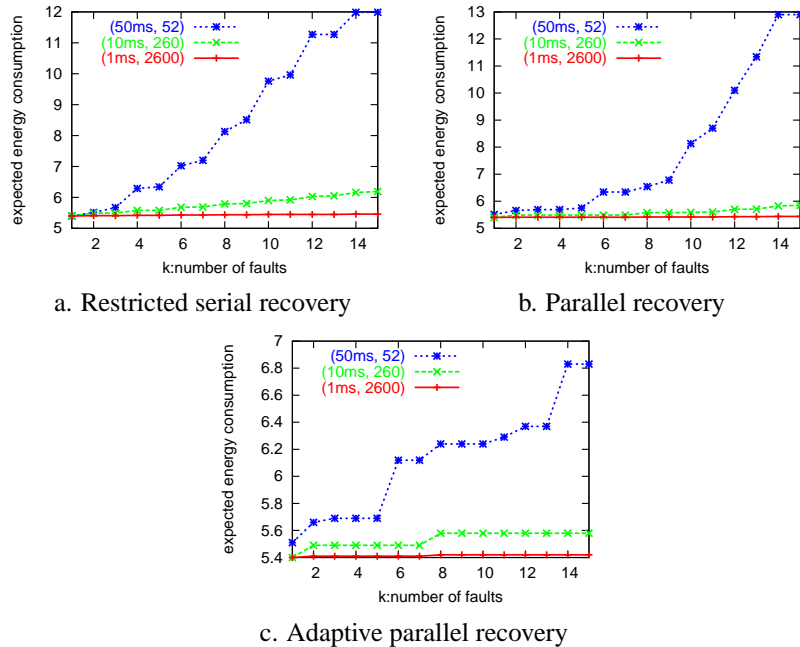 12
11
10
9
8
7
6
5
2 4 6 8 10 12 14
expected energy consumption
k:number of faults
(50ms, 52)
(10ms, 260)
(1ms, 2600)
a. Restricted serial recovery
13
12
11
10
9
8
7
6
5
2 4 6 8 10 12 14
expected energy consumption
k:number of faults
(50ms, 52)
(10ms, 260)
(1ms, 2600)
b. Parallel recovery
7
6.8
6.6
6.4
6.2
6
5.8
5.6
5.4
2 4 6 8 10 12 14
expected energy consumption
k:number of faults
(50ms, 52)
(10ms, 260)
(1ms, 2600)
c. Adaptive parallel recovery